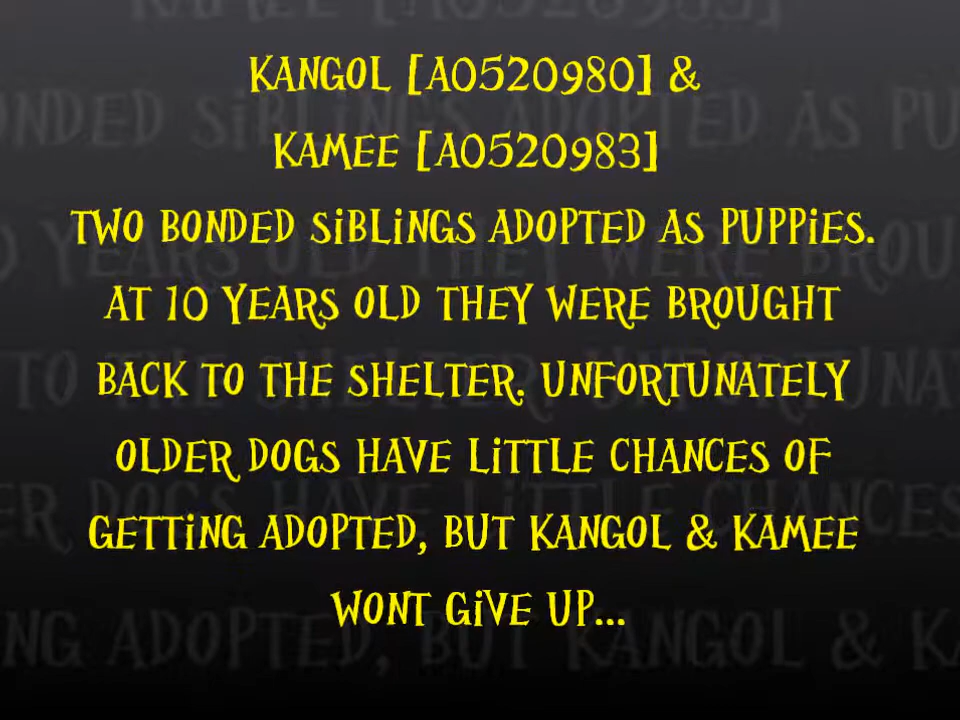 KANGOL [A0520980] &
KAMEE [A0520983]
TWO BONDED SiBLiNGS ADOPTED AS PUPPiES.
AT 10 YEARS OLD THEY WERE BROUGHT
BACK TO THE SHELTER. UNFORTUNATELY
OLDER DOGS HAVE LiTTLE CHANCES OF
GETTiNG ADOPTED, BUT KANGOL & KAMEE
WONT GiVE UP...